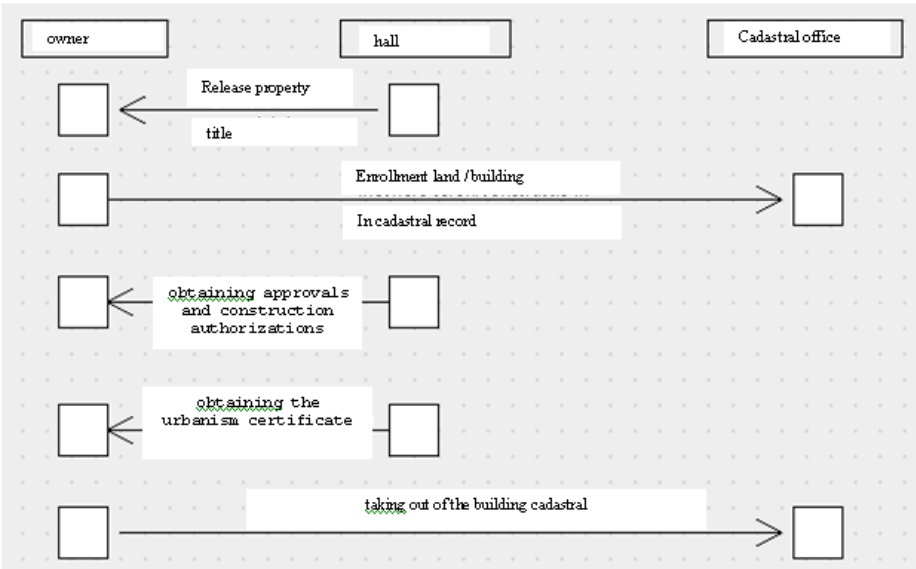 owner
hall
Cadastral office
Release property
title
Enrollment land /building
In cadastral record
obtaining approvals
and construction
authorizations
obtaining the
urbanism certificate
taking out of the building cadastral